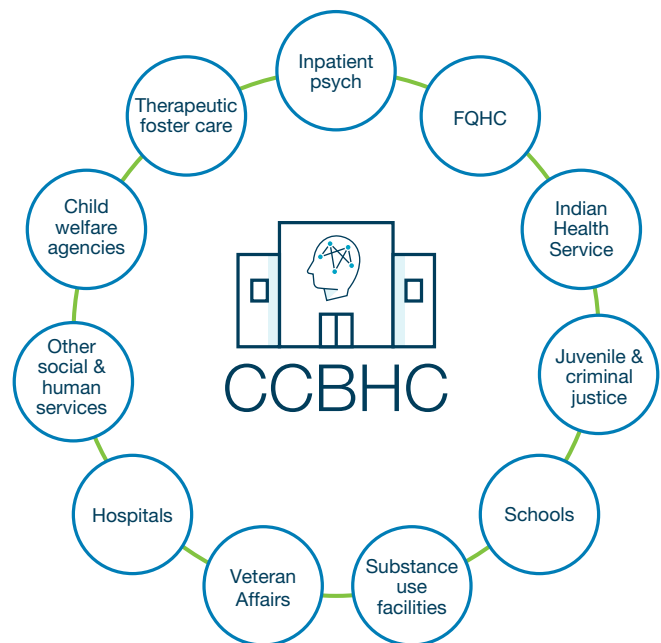 Inpatient
psych
FQHC
Indian
Health
Service
Juvenile &
criminal
justice
Schools
Substance
use
facilities
Veteran
Affairs
Hospitals
Other
social &
human
services
Child
welfare
agencies
Therapeutic
foster care
CCBHC